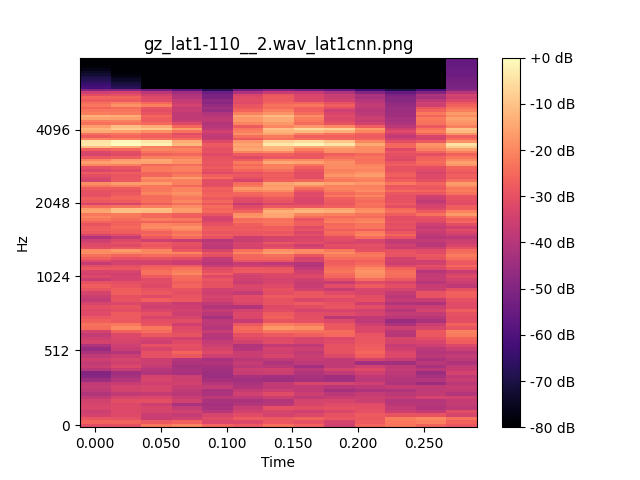 gz_lat1-110__2.wav_lat1cnn.png
+0 dB
-10 dB
-20 dB
-30 dB
-40 dB
-50 dB
-60 dB
-70 dB
-80 dB
4096
2048
1024
512
0
Hz
0.000 0.050 0.100 0.150 0.200 0.250
Time